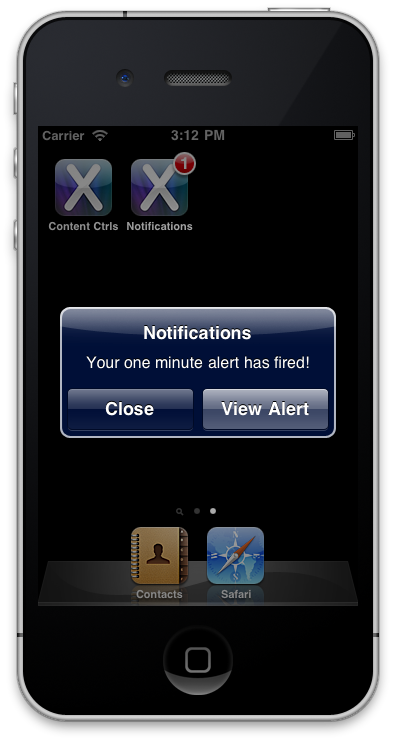 Carrier 3:12 PM
1
Content Ctrls Notifications
Notifications
Your one minute alert has fired!
Close View Alert
Contacts Safari